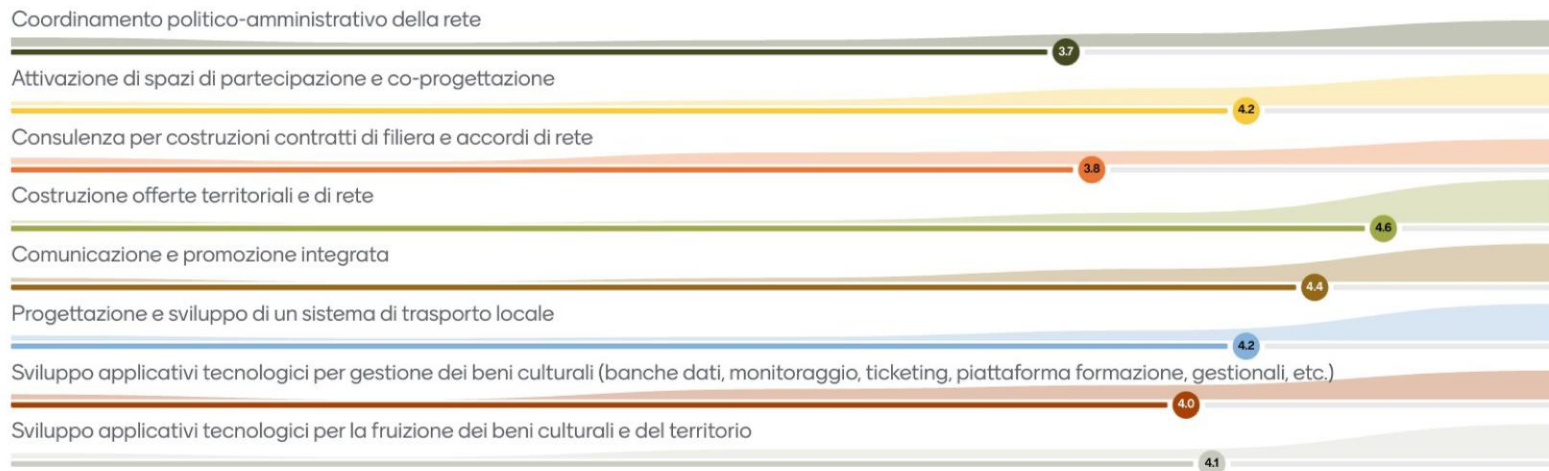 Coordinamento politico-amministrativo della rete
3.7
Attivazione di spazi di partecipazione e co-progettazione
4.2
Consulenza per costruzioni contratti di filiera e accordi di rete
3.8
Costruzione offerte territoriali e di rete
4.6
Comunicazione e promozione integrata
4.4
Progettazione e sviluppo di un sistema di trasporto locale
4.2
Sviluppo applicativi tecnologici per gestione dei beni culturali (banche dati, monitoraggio, ticketing, piattaforma formazione, gestionali, etc.)
4.0
Sviluppo applicativi tecnologici per la fruizione dei beni culturali e del territorio
4.1